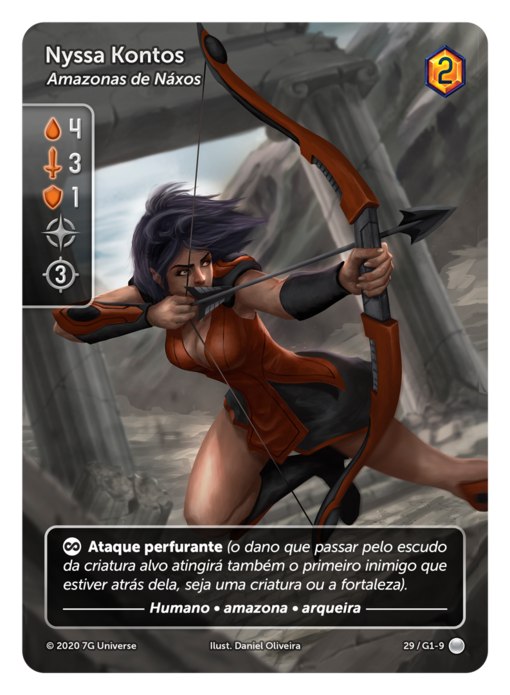 Nyssa Kontos
Amazonas de Náxos
2
4
3
1
3
Ataque perfurante (o dano que passar pelo escudo
da criatura alvo atingirá também o primeiro inimigo que
estiver atrás dela, seja uma criatura ou a fortaleza).
Humano • amazona • arqueira
© 2020 7G Universe
Ilust. Daniel Oliveira
29 / G1-9